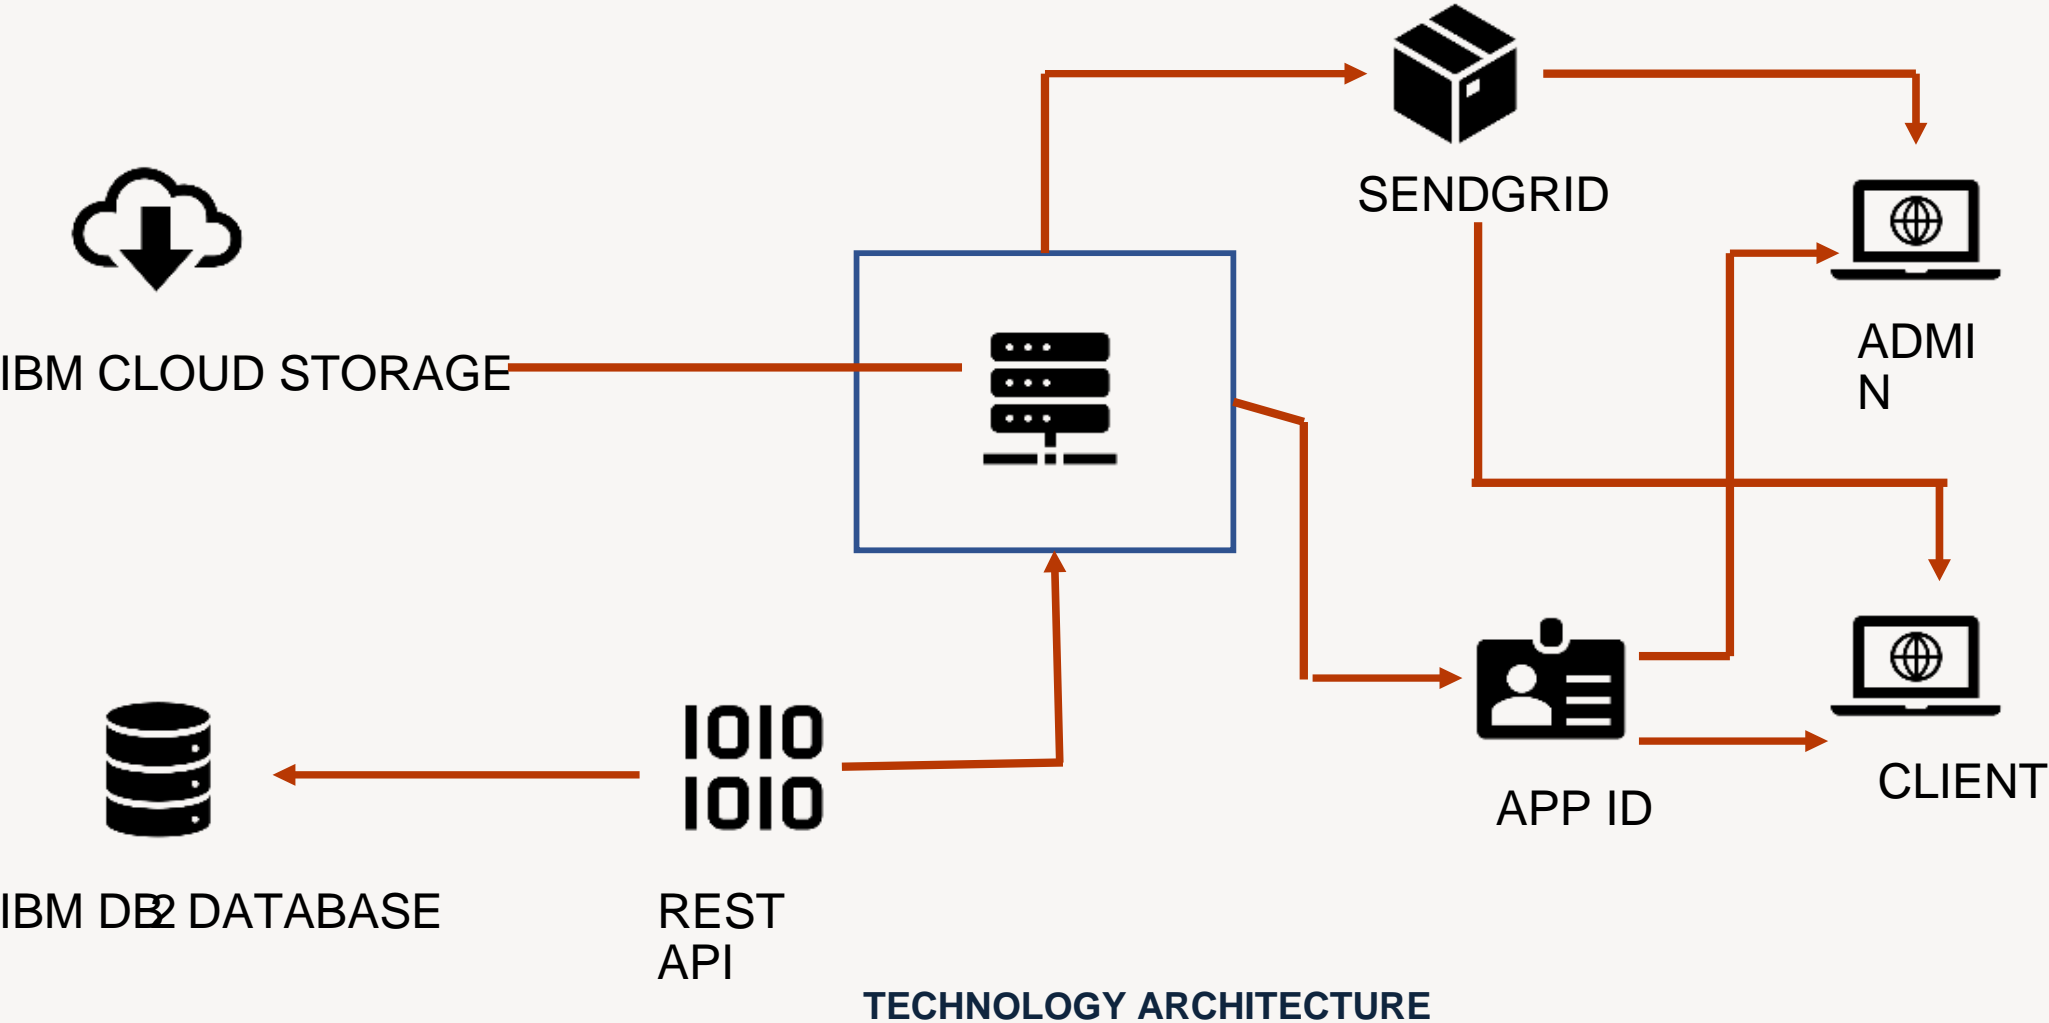 SENDGRID
ADMI
N
IBM CLOUD STORAGE
CLIENT
APP ID
IBM DB2 DATABASE
REST
API
TECHNOLOGY ARCHITECTURE